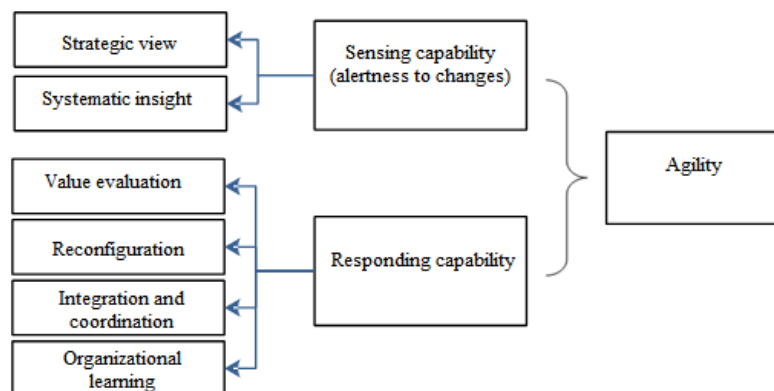 Strategic view
Systematic insight
Value evaluation
Reconfiguration
Integration and
coordination
Organizational
learning
Sensing capability
(alertness to changes)
Responding capability
Agility